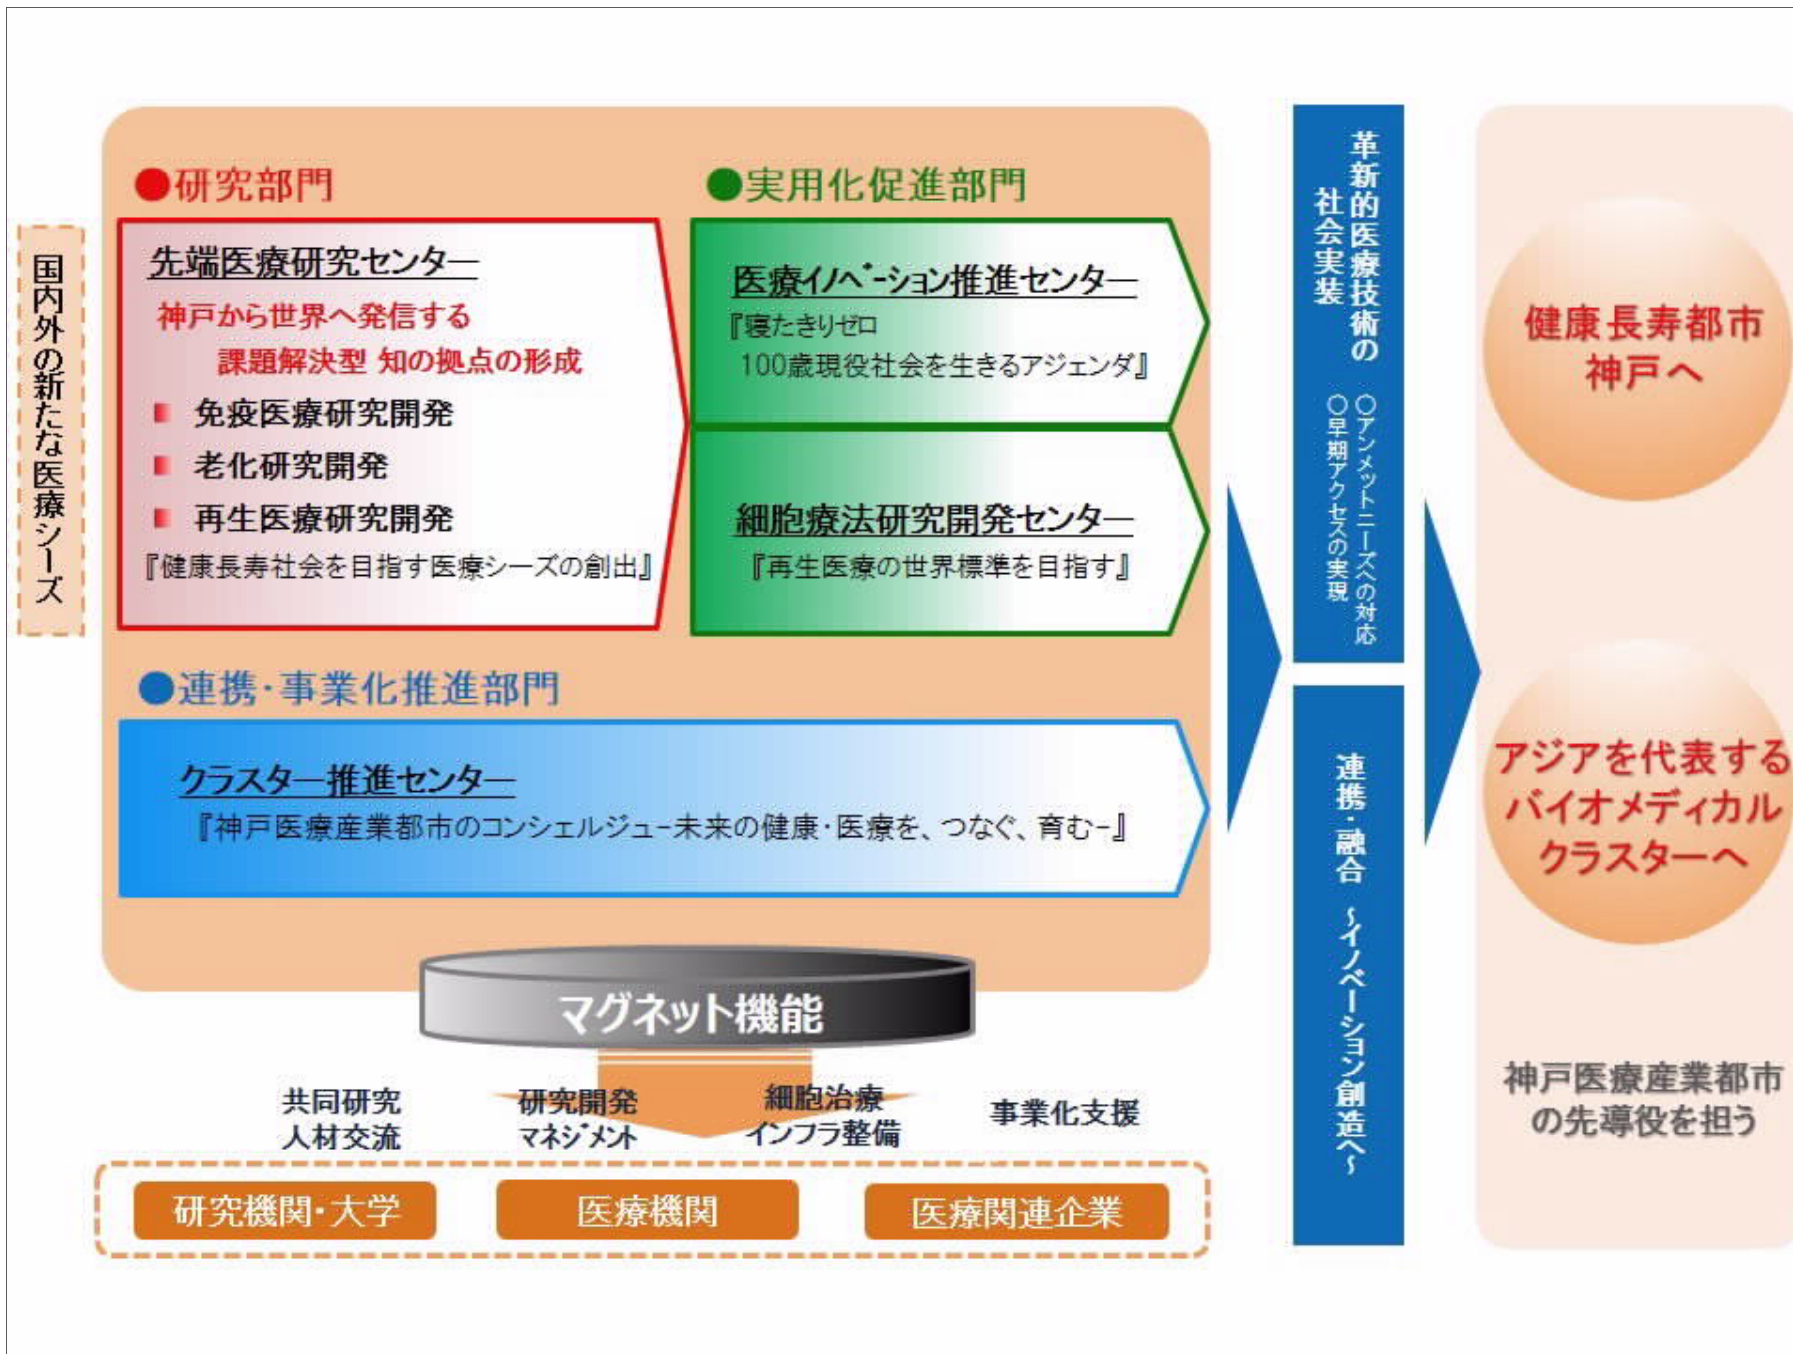 国内外の新たな医療シーズ
●研究部門
先端医療研究センター
神戸から世界へ発信する
課題解決型 知の拠点の形成
免疫医療研究開発
老化研究開発
再生医療研究開発
『健康長寿社会を目指す医療シーズの創出』
●実用化促進部門
医療イノベーション推進センター
『寝たきりゼロ
100歳現役社会を生きるアジェンダ』
細胞療法研究開発センター
『再生医療の世界標準を目指す』
●連携・事業化推進部門
クラスター推進センター
『神戸医療産業都市のコンシェルジュー未来の健康・医療を、つなぐ、育むー』
マグネット機能
共同研究
人材交流
研究開発
マネジメント
細胞治療
インフラ整備
事業化支援
研究機関・大学
医療機関
医療関連企業
革新的医療技術の
社会実装
○アンメットニーズへの対応
○早期アクセスの実現
連携・融合 ～イノベーション創造へ～
健康長寿都市
神戸へ
アジアを代表する
バイオメディカル
クラスターへ
神戸医療産業都市
の先導役を担う